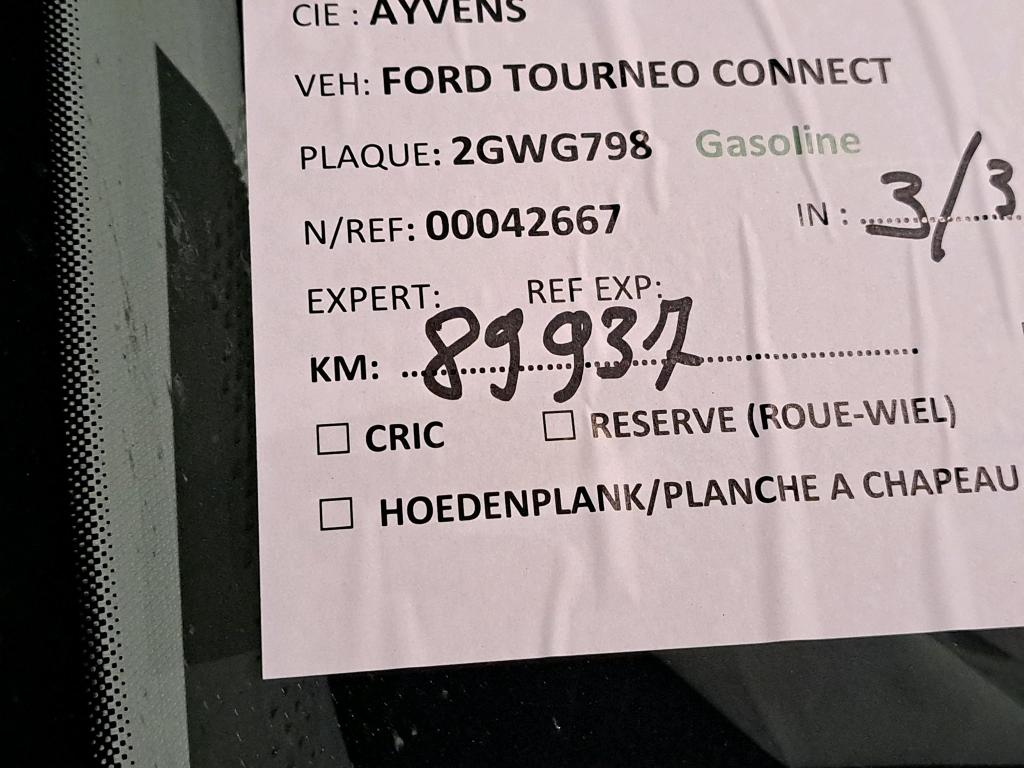 CIE : AYVENS
VEH: FORD TOURNEO CONNECT
PLAQUE: 2GWG798 Gasoline
N/REF: 00042667 IN : 3/3
EXPERT: REF EXP:
KM: 89937
CRIC RESERVE (ROUE-WIEL)
HOEDENPLANK/PLANCHE A CHAPEAU